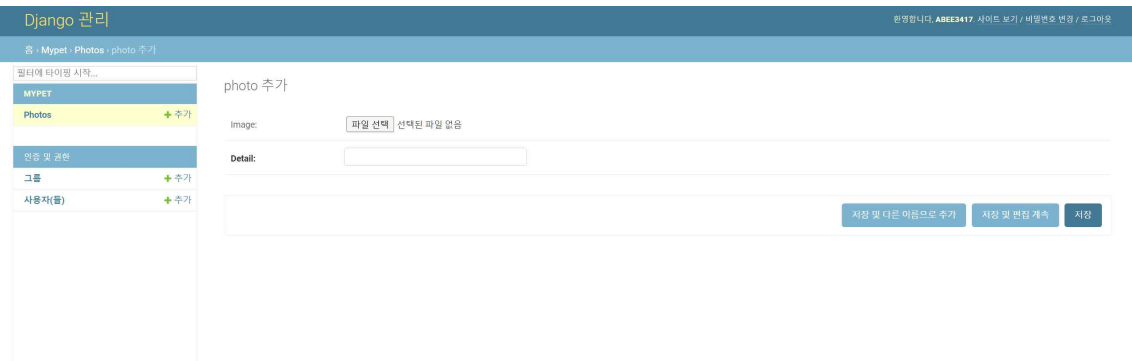 Django 관리
환영합니다, ABEE3417. 사이트 보기 / 비밀번호 변경 / 로그아웃
홈 › Mypet › Photos › photo 추가
필터에 타이핑 시작...
MYPET
Photos + 추가
인증 및 권한
그룹 + 추가
사용자(들) + 추가
photo 추가
Image: 파일 선택 선택된 파일 없음
Detail:
저장 및 다른 이름으로 추가 저장 및 편집 계속 저장